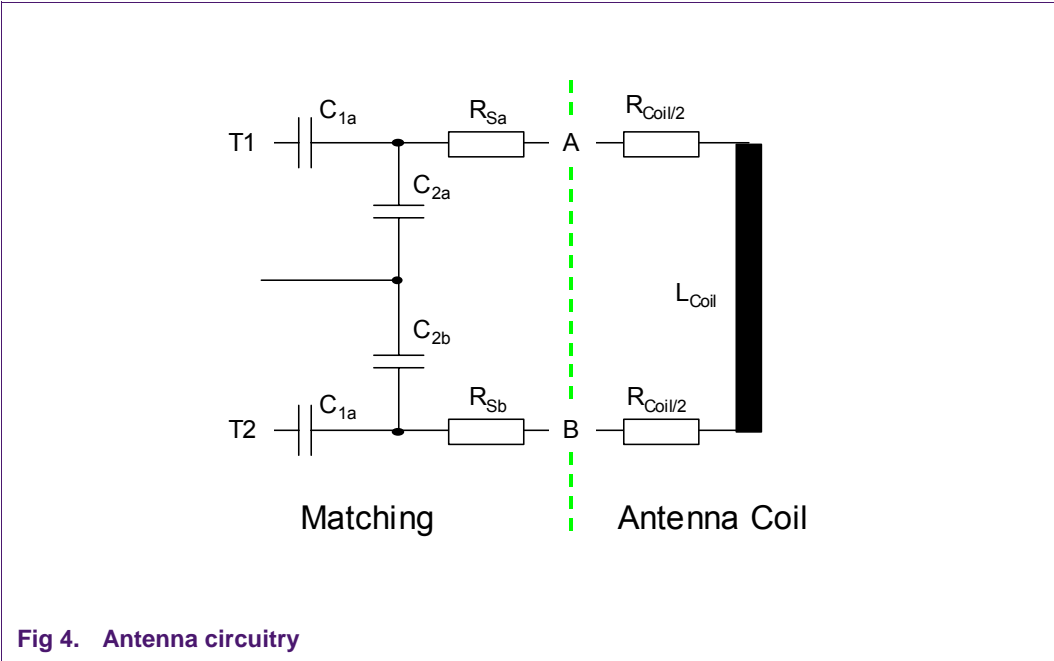 C1a
RSa
RCoil/2
T1
A
C2a
LCoil
C2b
C1a
RSb
RCoil/2
T2
B
Matching
Antenna Coil
Fig 4. Antenna circuitry